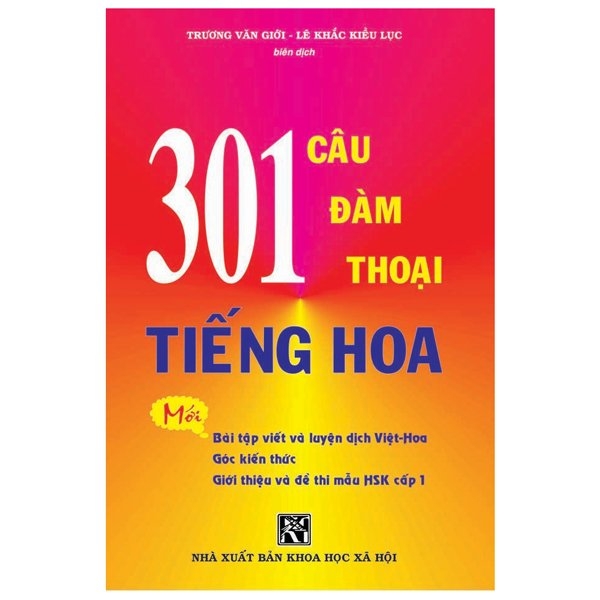 TRƯƠNG VĂN GIỚI - LÊ KHẮC KIỀU LỤC
biên dịch
301 CÂU
ĐÀM
THOẠI
TIẾNG HOA
Mới
Bài tập viết và luyện dịch Việt-Hoa
Góc kiến thức
Giới thiệu và đề thi mẫu HSK cấp 1
NHÀ XUẤT BẢN KHOA HỌC XÃ HỘI